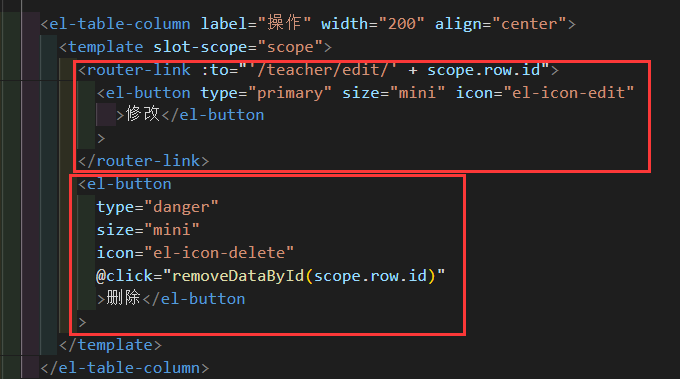 <el-table-column label="操作" width="200" align="center">
<template slot-scope="scope">
<router-link :to="'/teacher/edit/' + scope.row.id">
<el-button type="primary" size="mini" icon="el-icon-edit"
>修改</el-button
>
</router-link>
<el-button
type="danger"
size="mini"
icon="el-icon-delete"
@click="removeDataById(scope.row.id)"
>删除</el-button
>
</template>
</el-table-column>